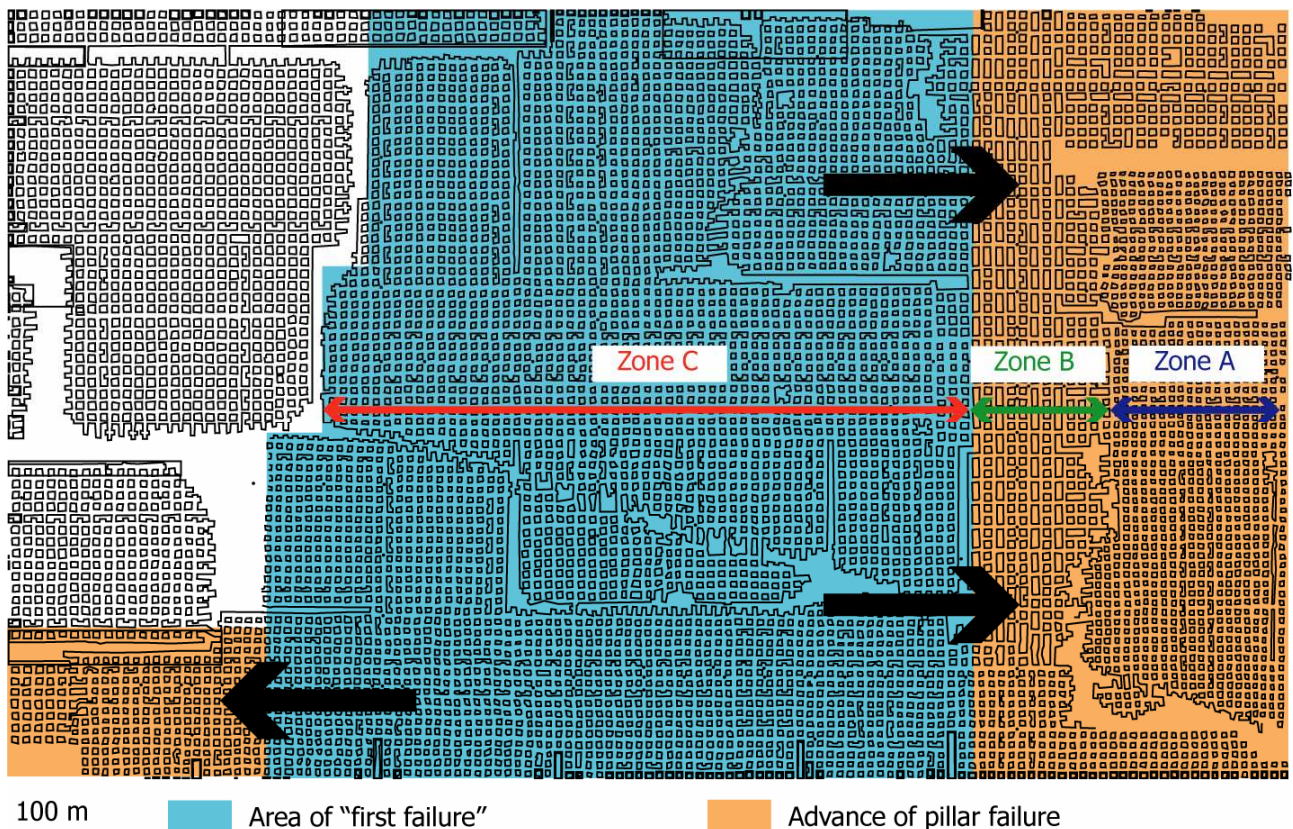 Zone C
Zone B
Zone A
100 m
Area of “first failure”
Advance of pillar failure